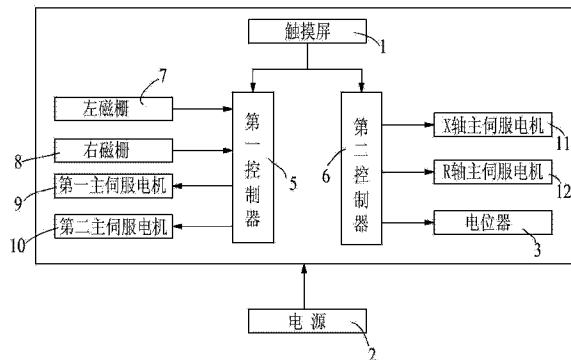 触摸屏
1
7
左磁栅
8
右磁栅
9
第一主伺服电机
10
第二主伺服电机
第一控制器
5
第二控制器
6
X轴主伺服电机
11
R轴主伺服电机
12
电位器
3
电 源
2